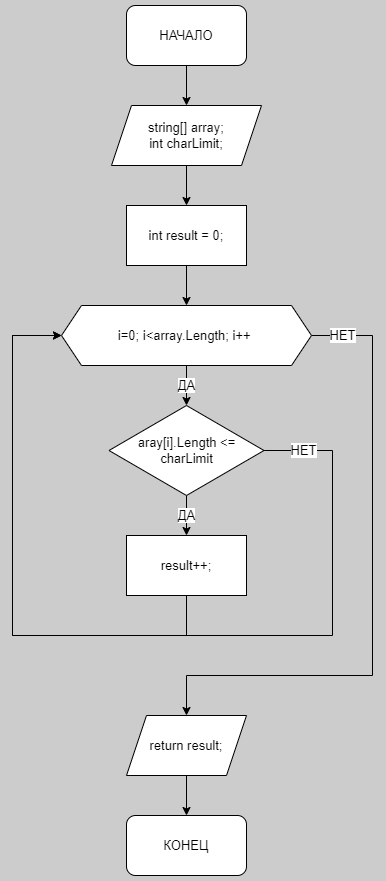 НАЧАЛО
string[] array;
int charLimit;
int result = 0;
i=0; i<array.Length; i++
НЕТ
ДА
aray[i].Length <=
charLimit
НЕТ
ДА
result++;
return result;
КОНЕЦ